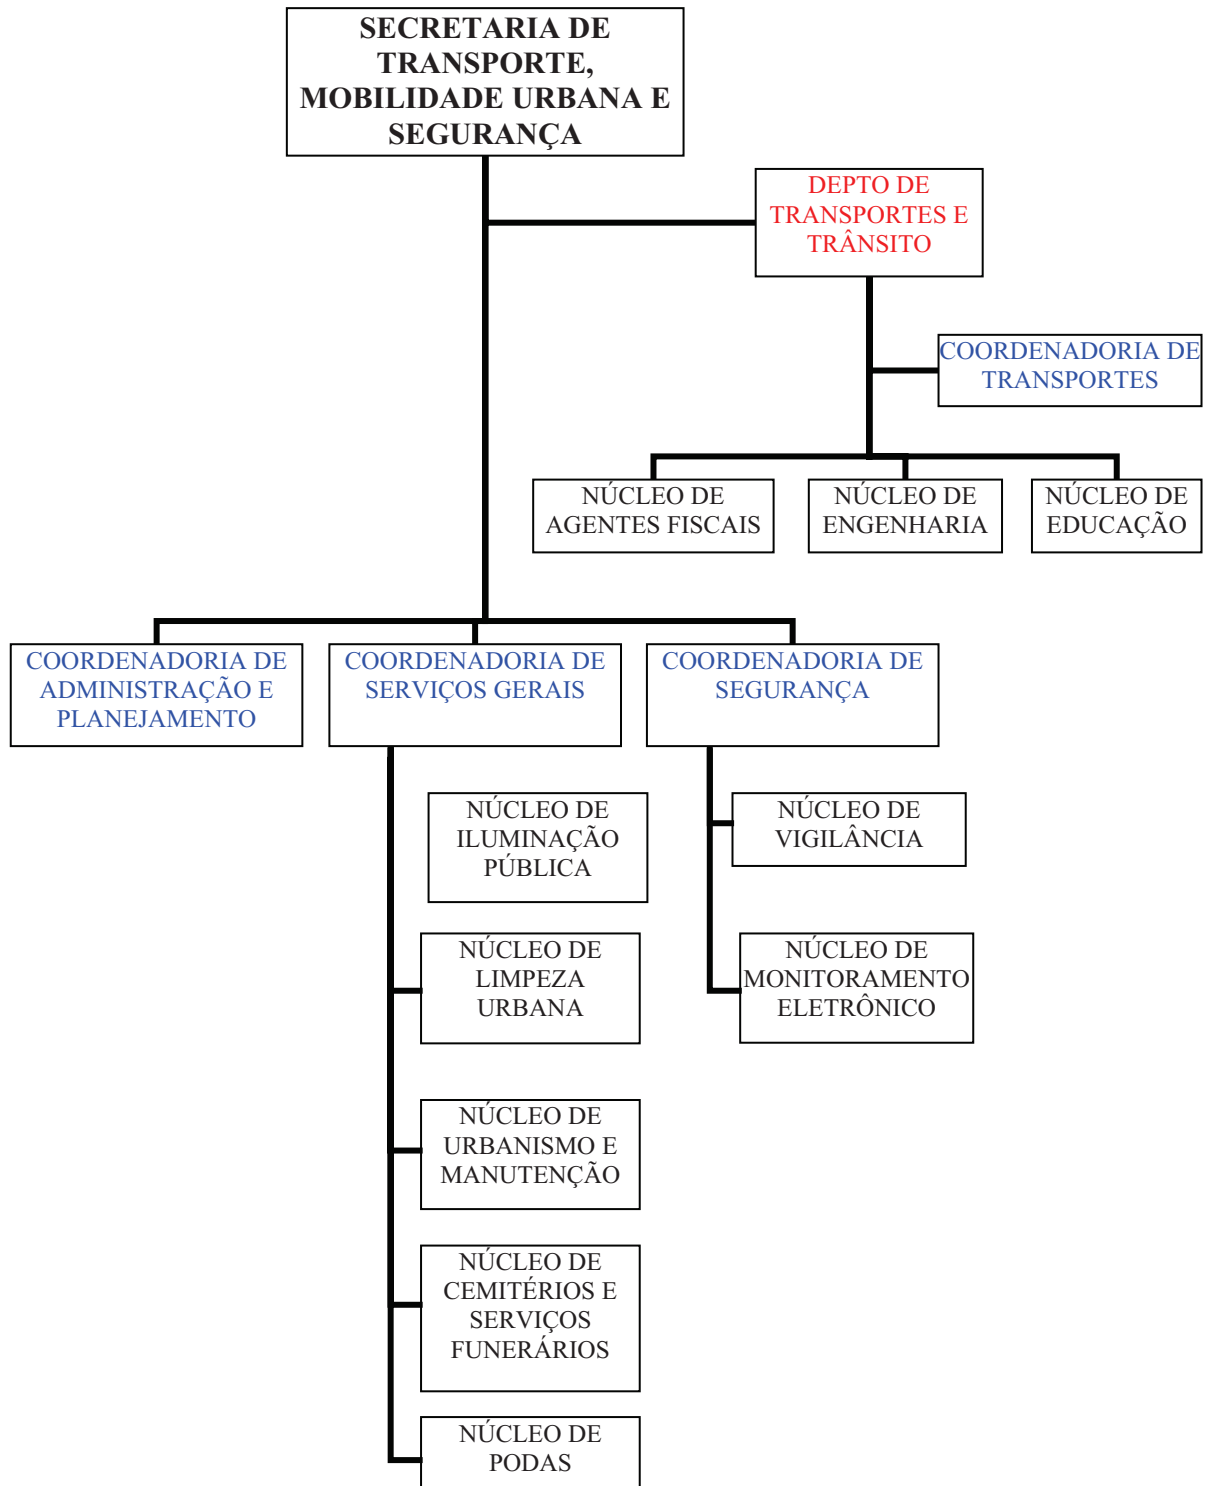 SECRETARIA DE
TRANSPORTE,
MOBILIDADE URBANA E
SEGURANÇA
DEPTO DE
TRANSPORTES E
TRÂNSITO
COORDENADORIA DE
TRANSPORTES
NÚCLEO DE
AGENTES FISCAIS
NÚCLEO DE
ENGENHARIA
NÚCLEO DE
EDUCAÇÃO
COORDENADORIA DE
ADMINISTRAÇÃO E
PLANEJAMENTO
COORDENADORIA DE
SERVIÇOS GERAIS
COORDENADORIA DE
SEGURANÇA
NÚCLEO DE
ILUMINAÇÃO
PÚBLICA
NÚCLEO DE
VIGILÂNCIA
NÚCLEO DE
LIMPEZA
URBANA
NÚCLEO DE
MONITORAMENTO
ELETRÔNICO
NÚCLEO DE
URBANISMO E
MANUTENÇÃO
NÚCLEO DE
CEMITÉRIOS E
SERVIÇOS
FUNERÁRIOS
NÚCLEO DE
PODAS